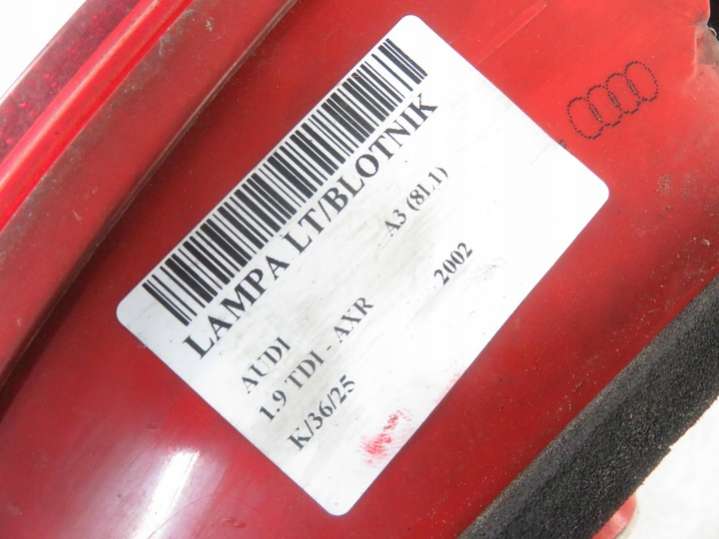 LAMPA LT/BLOTNIK
AUDI A3 (8L1)
1.9 TDI - AXR 2002
K/36/25